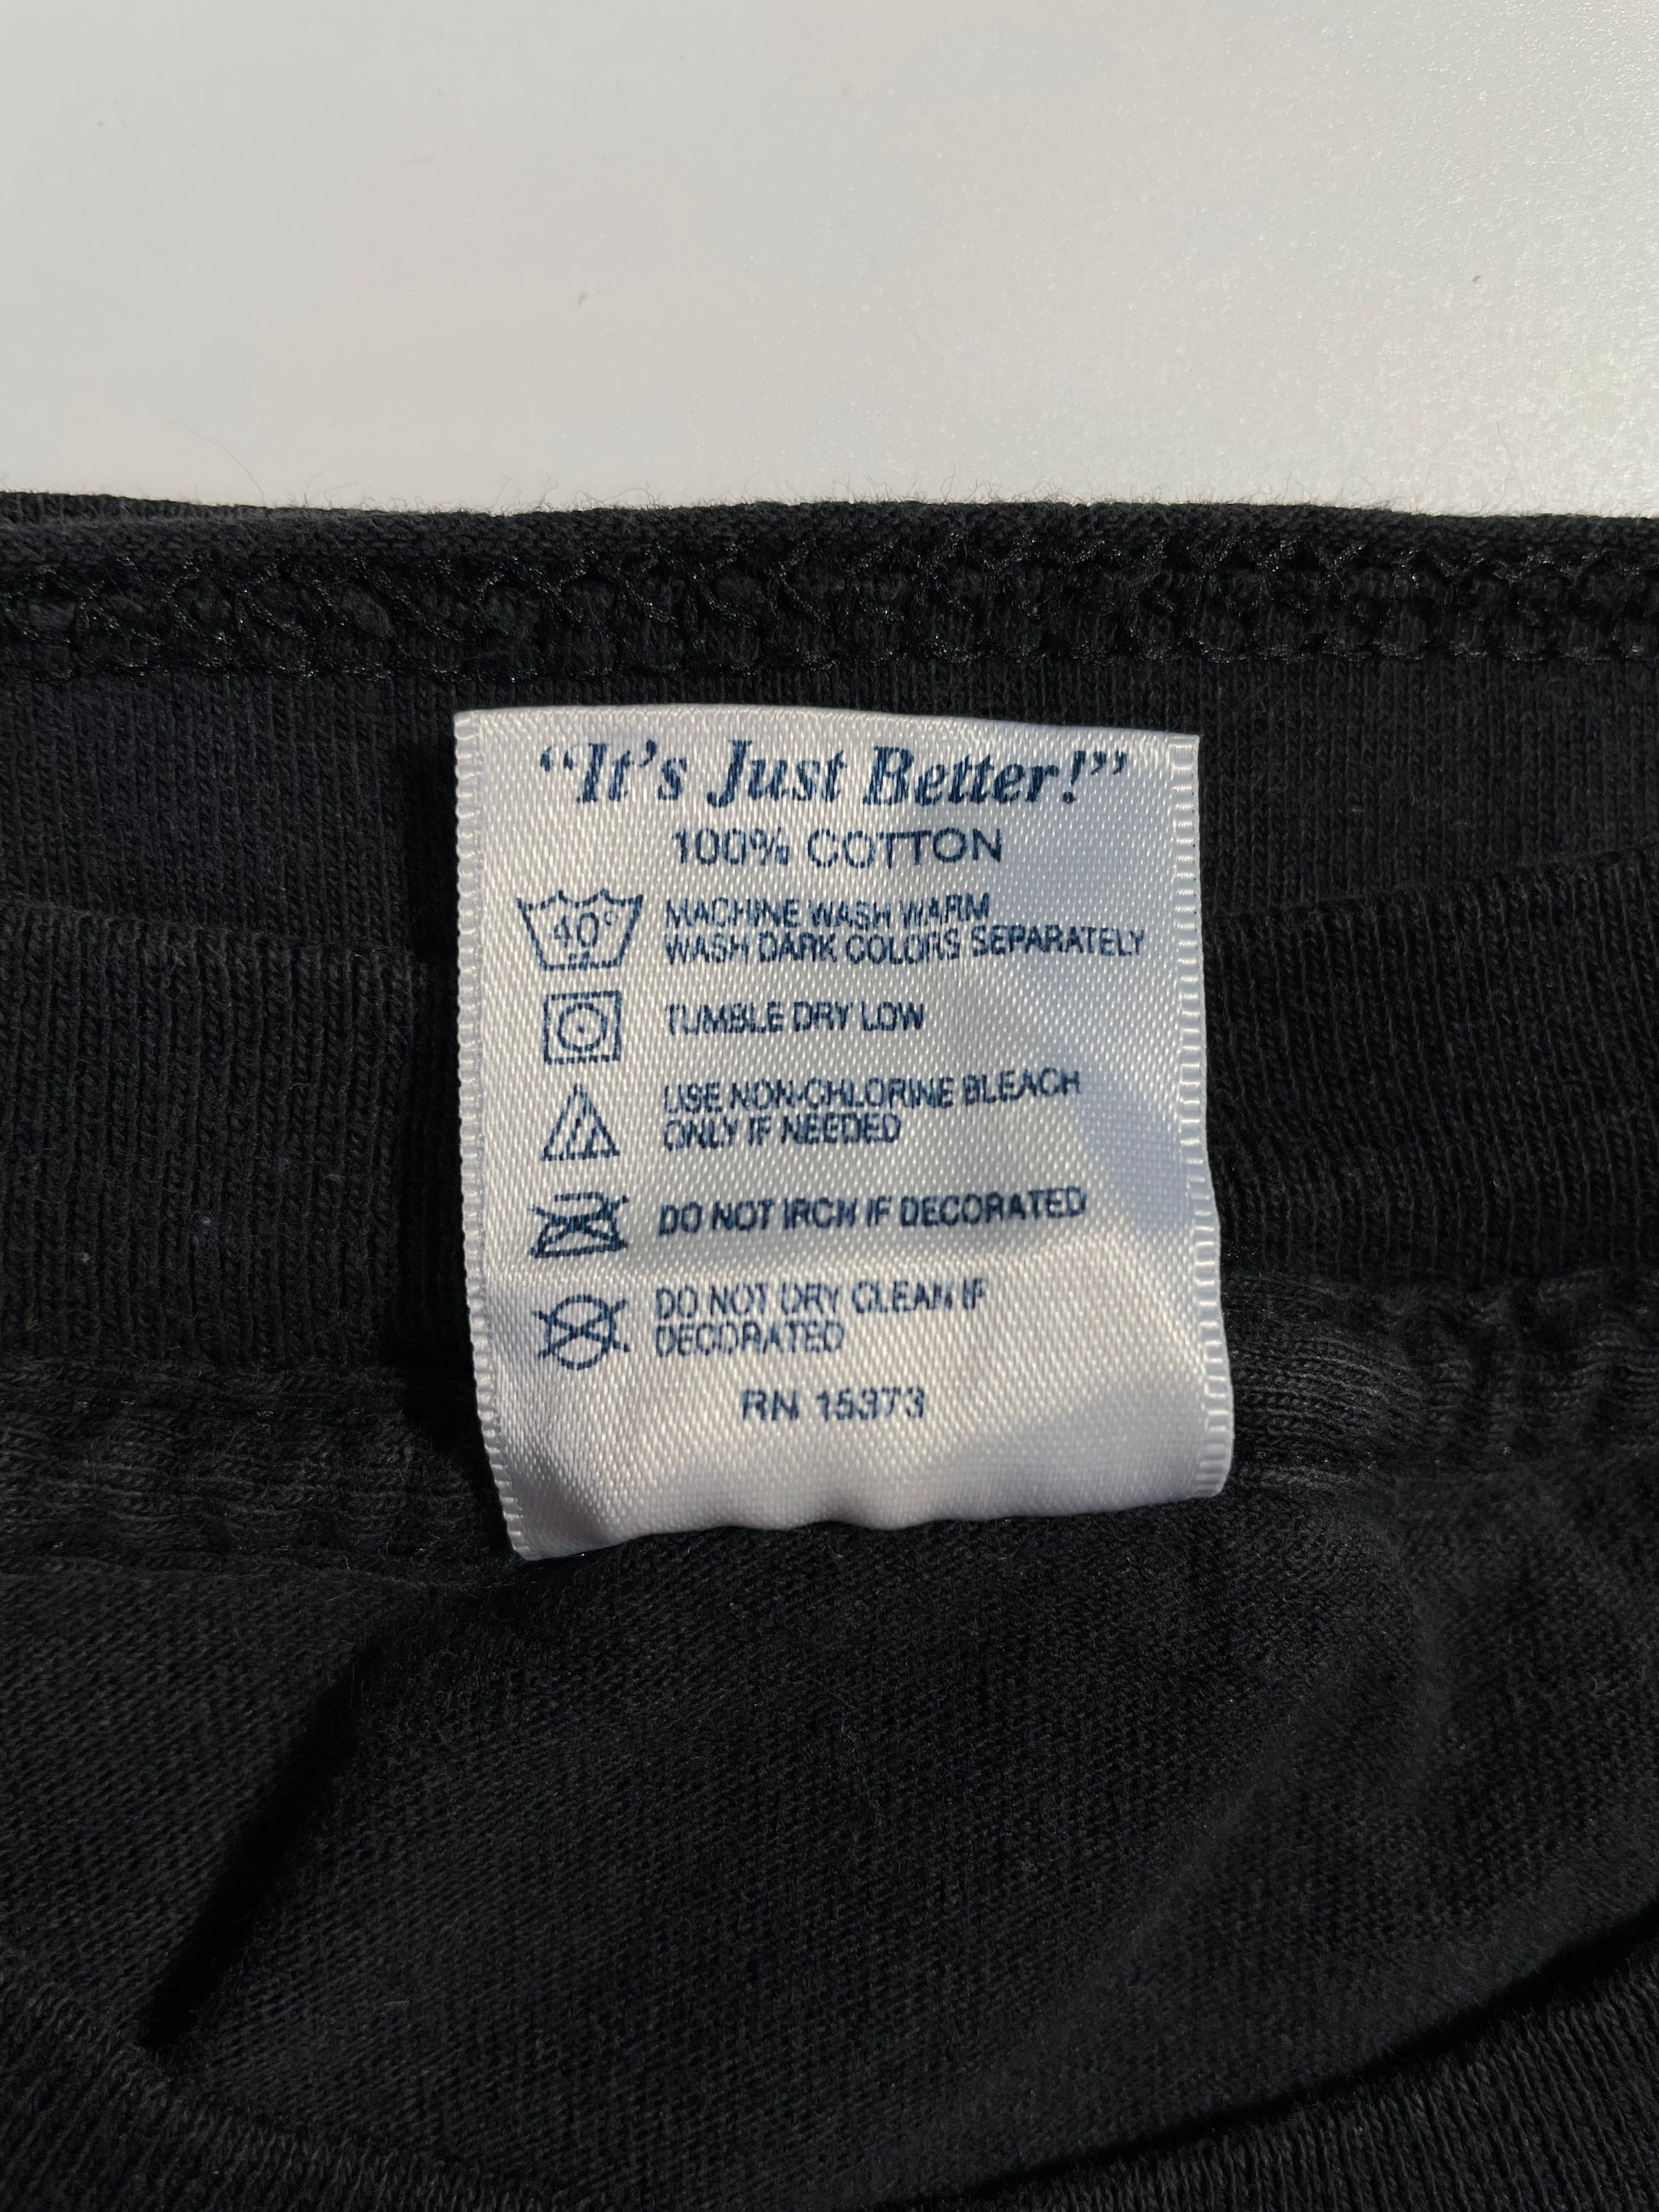 “It’s Just Better!”
100% COTTON
40°
MACHINE WASH WARM
WASH DARK COLORS SEPARATELY
TUMBLE DRY LOW
USE NON-CHLORINE BLEACH
ONLY IF NEEDED
DO NOT IRON IF DECORATED
DO NOT DRY CLEAN IF
DECORATED
RN 15373